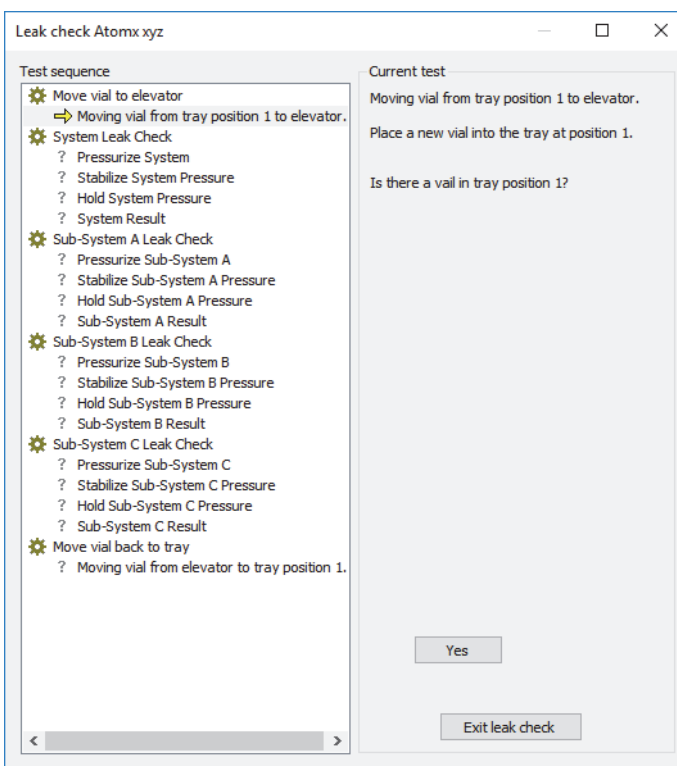 Leak check Atomx xyz
Test sequence
Move vial to elevator
Moving vial from tray position 1 to elevator.
System Leak Check
? Pressurize System
? Stabilize System Pressure
? Hold System Pressure
? System Result
Sub-System A Leak Check
? Pressurize Sub-System A
? Stabilize Sub-System A Pressure
? Hold Sub-System A Pressure
? Sub-System A Result
Sub-System B Leak Check
? Pressurize Sub-System B
? Stabilize Sub-System B Pressure
? Hold Sub-System B Pressure
? Sub-System B Result
Sub-System C Leak Check
? Pressurize Sub-System C
? Stabilize Sub-System C Pressure
? Hold Sub-System C Pressure
? Sub-System C Result
Move vial back to tray
? Moving vial from elevator to tray position 1.
Current test
Moving vial from tray position 1 to elevator.
Place a new vial into the tray at position 1.
Is there a vail in tray position 1?
Yes
Exit leak check